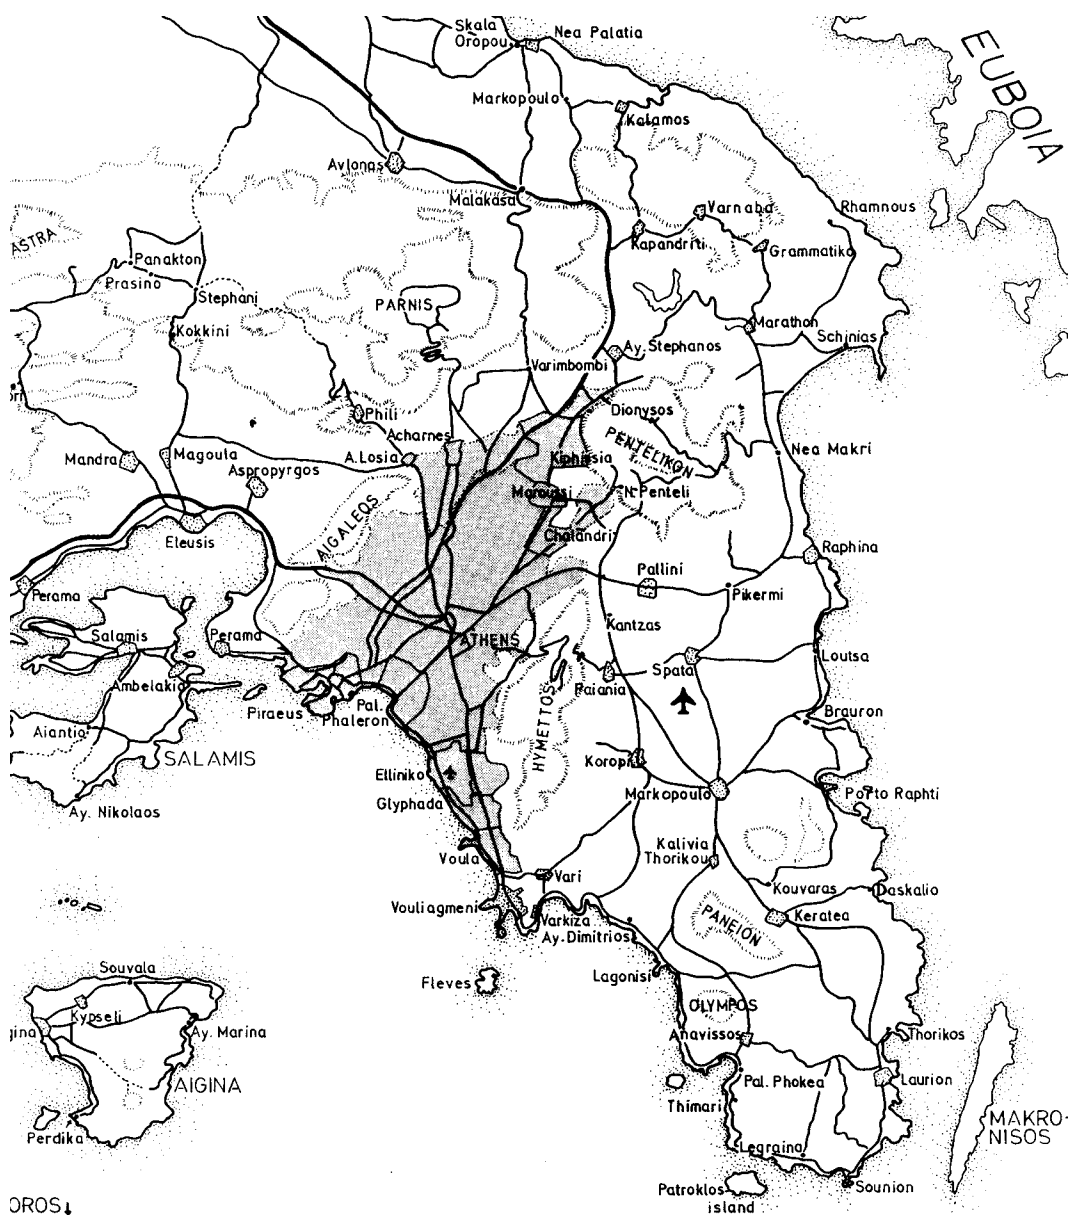 Skala
Oropou
Nea Palatia
EUBOIA
Markopoulo
Kalamos
Avlonas
Malakasa
Varnaba
Rhamnous
ASTRA
Kapandriti
Grammatiko
Panakton
Prasino
Stephani
PARNIS
Kokkini
Marathon
Schinias
Ay. Stephanos
Varimbombi
Phili
Dionysos
Acharnes
PENTELIKON
Mandra
Magoula
A.Losia
Kiphissia
Nea Makri
Aspropyrgos
Maroussi
N.Penteli
AIGALEOS
Chalandri
Eleusis
Raphina
Pallini
Perama
Pikermi
Kantzas
Salamis
Perama
ATHENS
Loutsa
Spata
Ambelakia
Paiania
Piraeus
Pal.
Phaleron
HYMETTOS
Brauron
Aiantio
SALAMIS
Koropi
Elliniko
Markopoulo
Porto Raphti
Glyphada
Ay. Nikolaos
Kalivia
Thorikou
Voula
Vari
Kouvaras
Daskalio
Vouliagmeni
PANEION
Keratea
Varkiza
Ay.Dimitrios
Souvala
Lagonisi
Fleves
OLYMPOS
Kypseli
gina
Ay. Marina
Anavissos
Thorikos
AIGINA
Pal. Phokea
Laurion
Thimari
MAKRO-
NISOS
Perdika
Legraina
Patroklos
island
Sounion
OROS↓